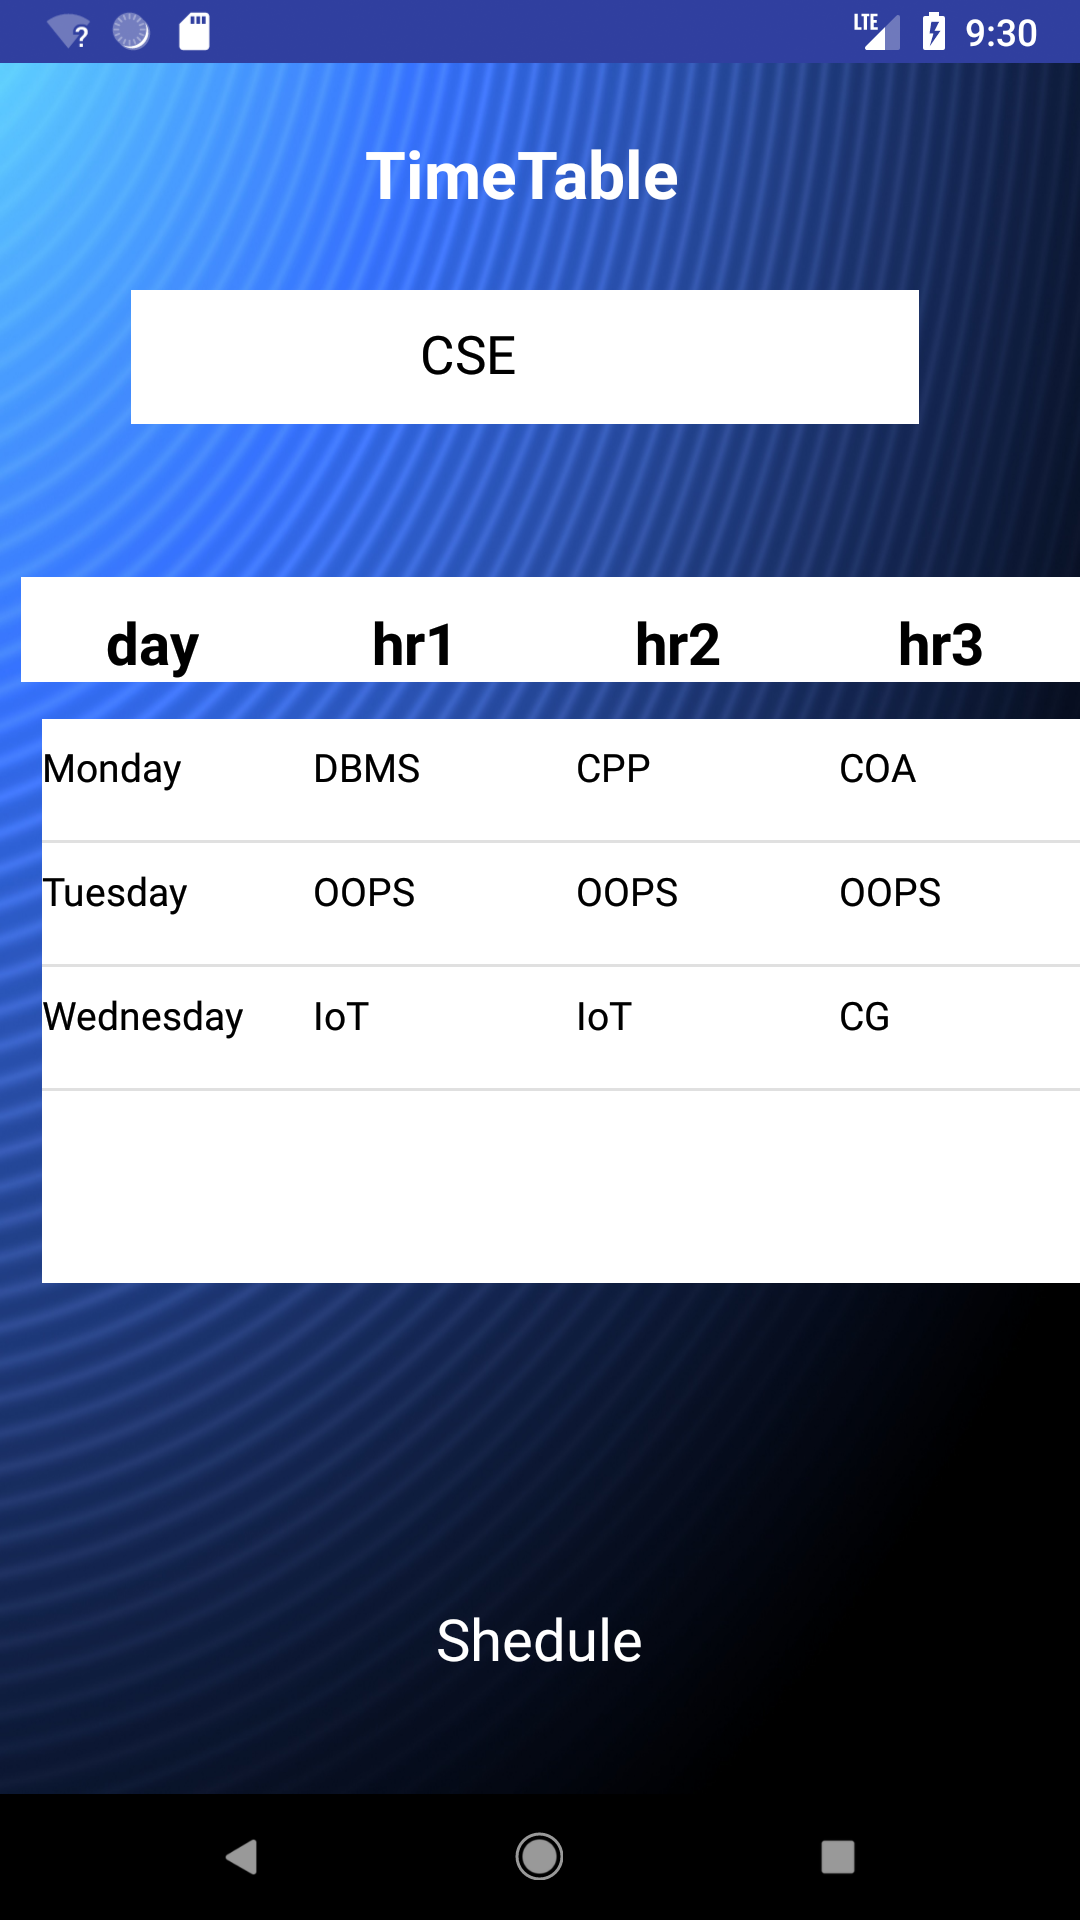 LTE 9:30
TimeTable
CSE
day hr1 hr2 hr3
Monday DBMS CPP COA
Tuesday OOPS OOPS OOPS
Wednesday IoT IoT CG
Shedule